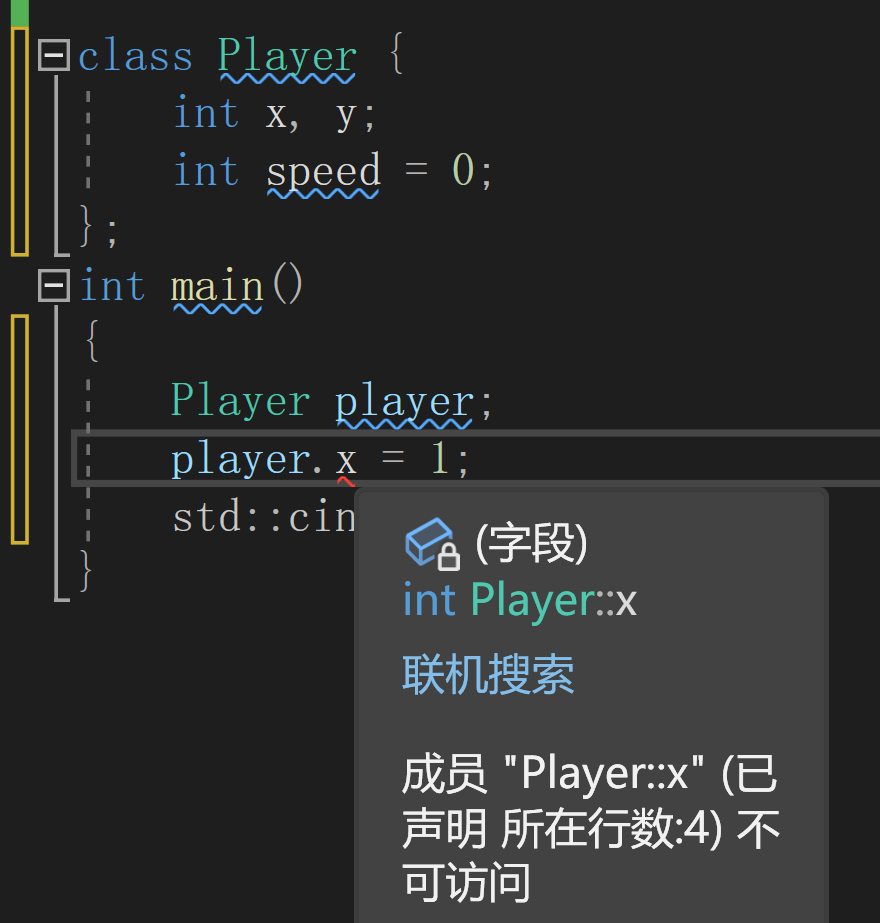 class Player {
int x, y;
int speed = 0;
};
int main()
{
Player player;
player.x = 1;
std::cin
}
(字段)
int Player::x
联机搜索
成员 "Player::x" (已
声明 所在行数:4) 不
可访问